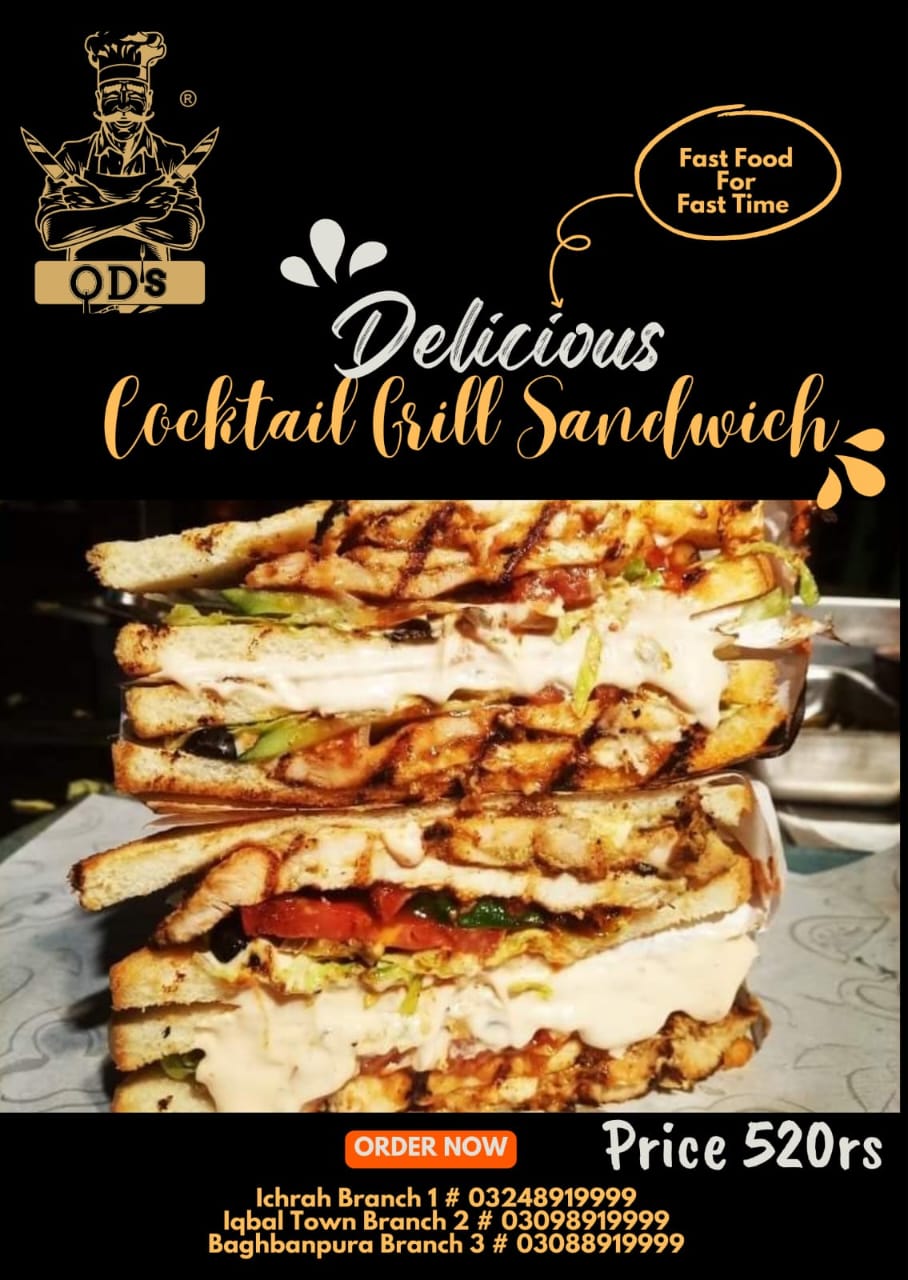 ®
QD's
Fast Food
For
Fast Time
Delicious
Cocktail Grill Sandwich
ORDER NOW
Price 520rs
Ichrah Branch 1 # 03248919999
Iqbal Town Branch 2 # 03098919999
Baghbanpura Branch 3 # 03088919999